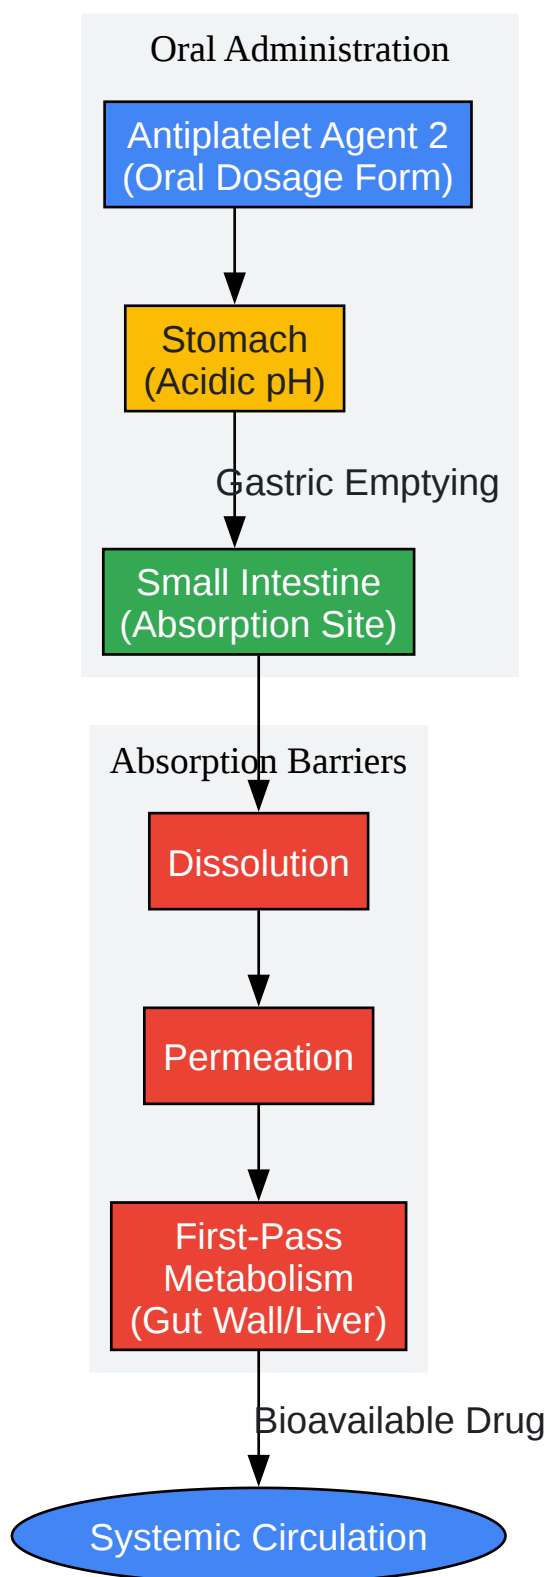 Oral Administration
Antiplatelet Agent 2
(Oral Dosage Form)
Stomach
(Acidic pH)
Gastric Emptying
Small Intestine
(Absorption Site)
Absorption Barriers
Dissolution
Permeation
First-Pass
Metabolism
(Gut Wall/Liver)
Bioavailable Drug
Systemic Circulation